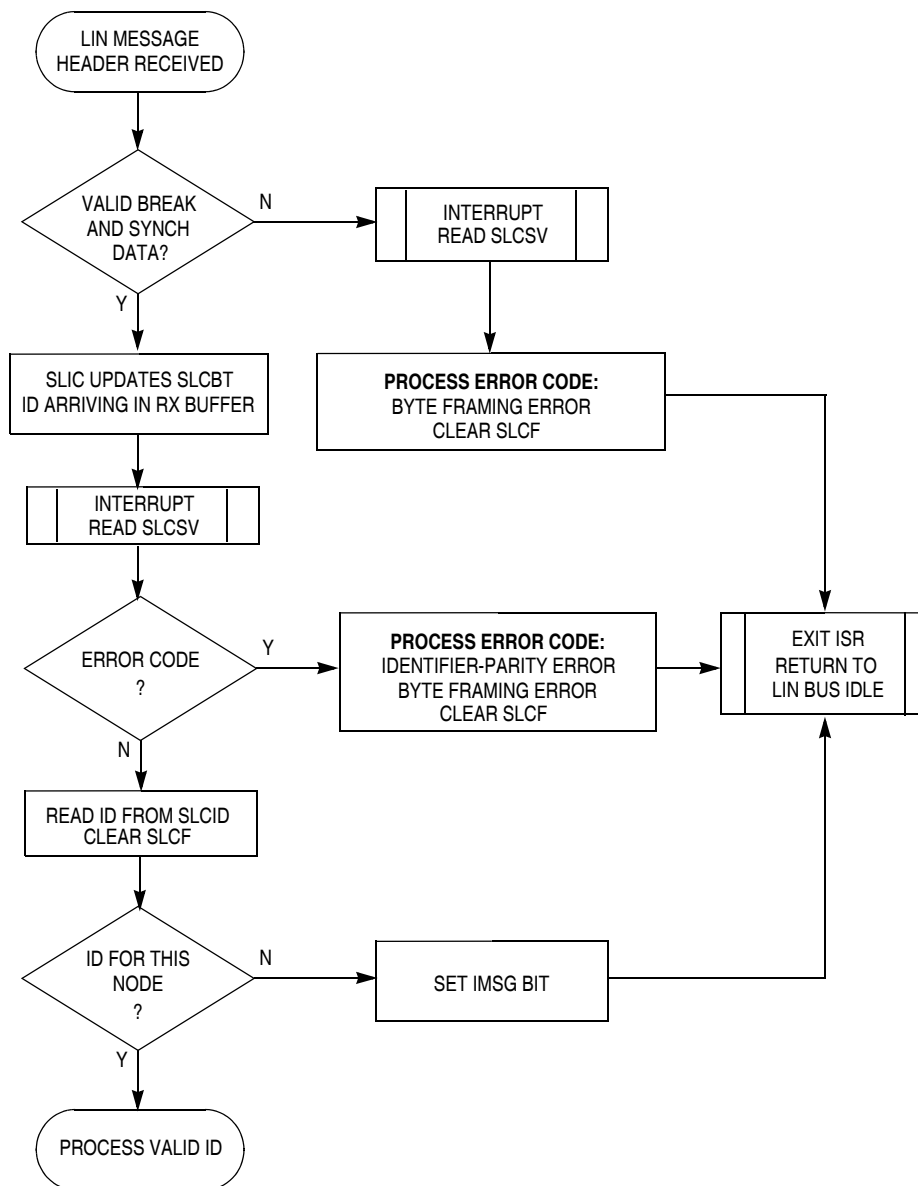 LIN MESSAGE
HEADER RECEIVED
VALID BREAK
AND SYNCH
DATA?
N
Y
INTERRUPT
READ SLCSV
SLIC UPDATES SLCBT
ID ARRIVING IN RX BUFFER
PROCESS ERROR CODE:
BYTE FRAMING ERROR
CLEAR SLCF
INTERRUPT
READ SLCSV
ERROR CODE
?
Y
N
PROCESS ERROR CODE:
IDENTIFIER-PARITY ERROR
BYTE FRAMING ERROR
CLEAR SLCF
EXIT ISR
RETURN TO
LIN BUS IDLE
READ ID FROM SLCID
CLEAR SLCF
ID FOR THIS
NODE
?
N
Y
SET IMSG BIT
PROCESS VALID ID